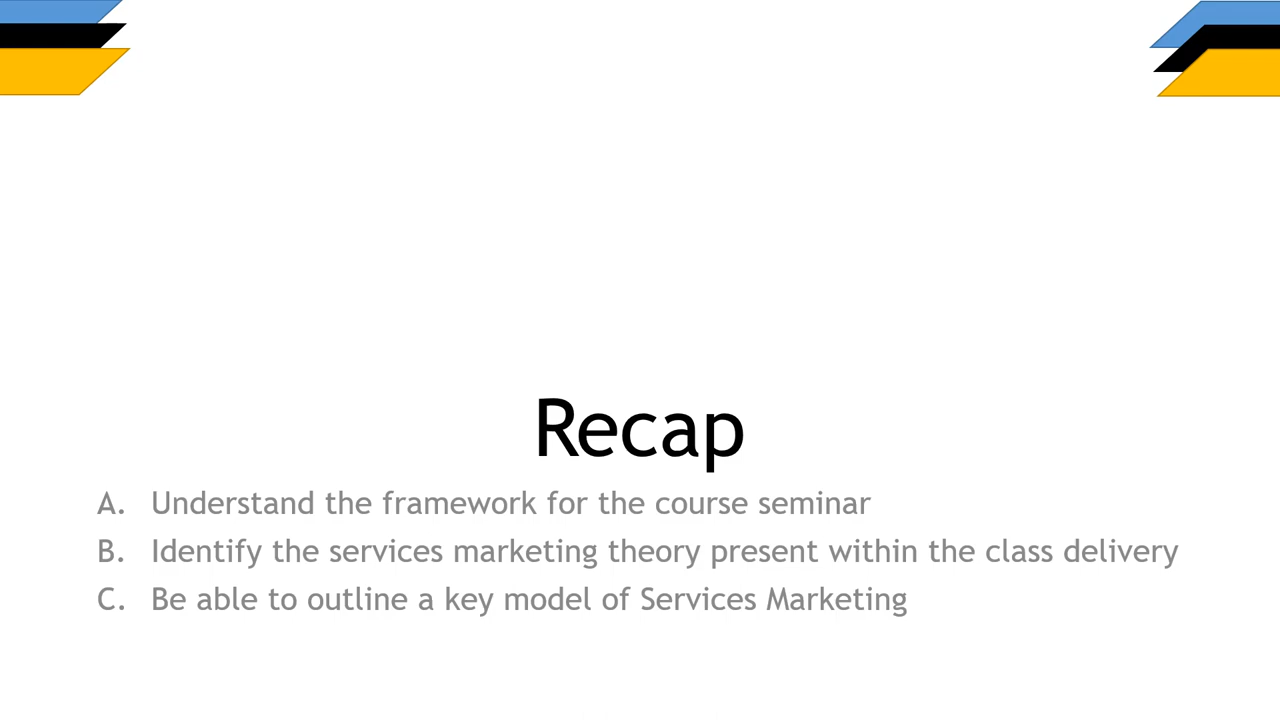 Recap
A. Understand the framework for the course seminar
B. Identify the services marketing theory present within the class delivery
C. Be able to outline a key model of Services Marketing